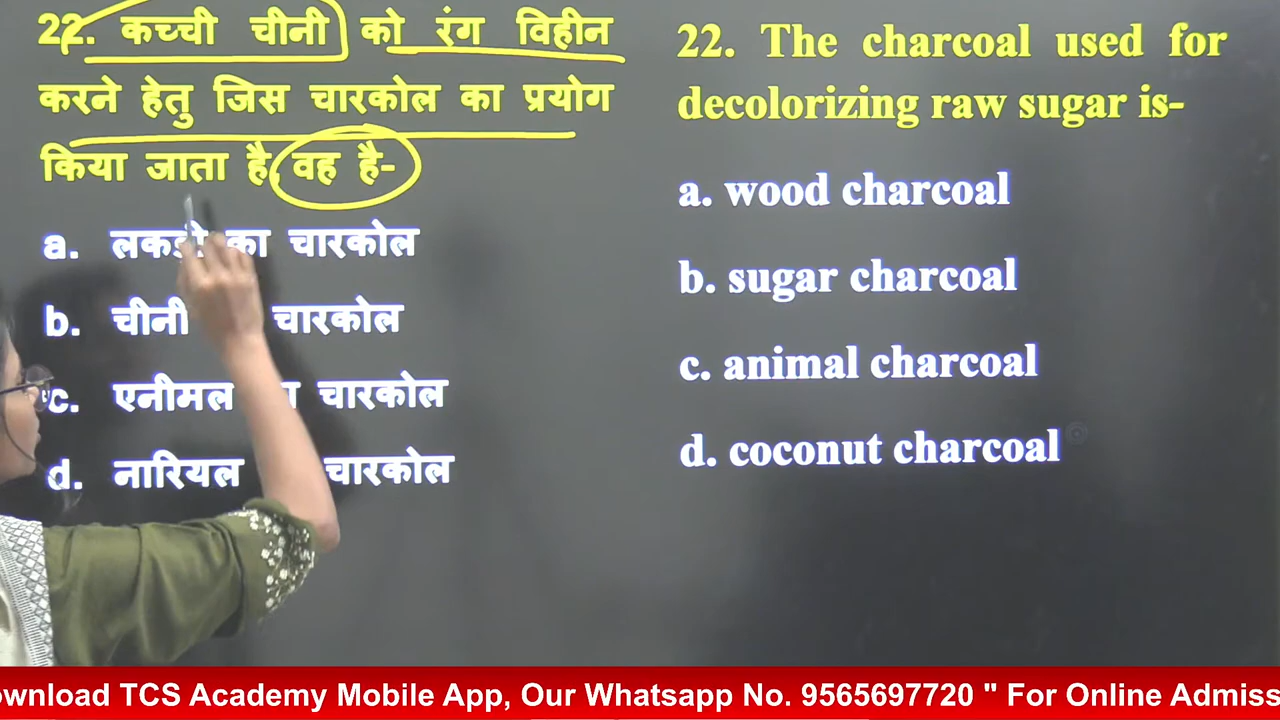 22. कच्ची चीनी को रंग विहीन
करने हेतु जिस चारकोल का प्रयोग
किया जाता है, वह है-
a. लकड़ी का चारकोल
b. चीनी चारकोल
c. एनीमल चारकोल
d. नारियल चारकोल
22. The charcoal used for
decolorizing raw sugar is-
a. wood charcoal
b. sugar charcoal
c. animal charcoal
d. coconut charcoal
ownload TCS Academy Mobile App, Our Whatsapp No. 9565697720 " For Online Admiss